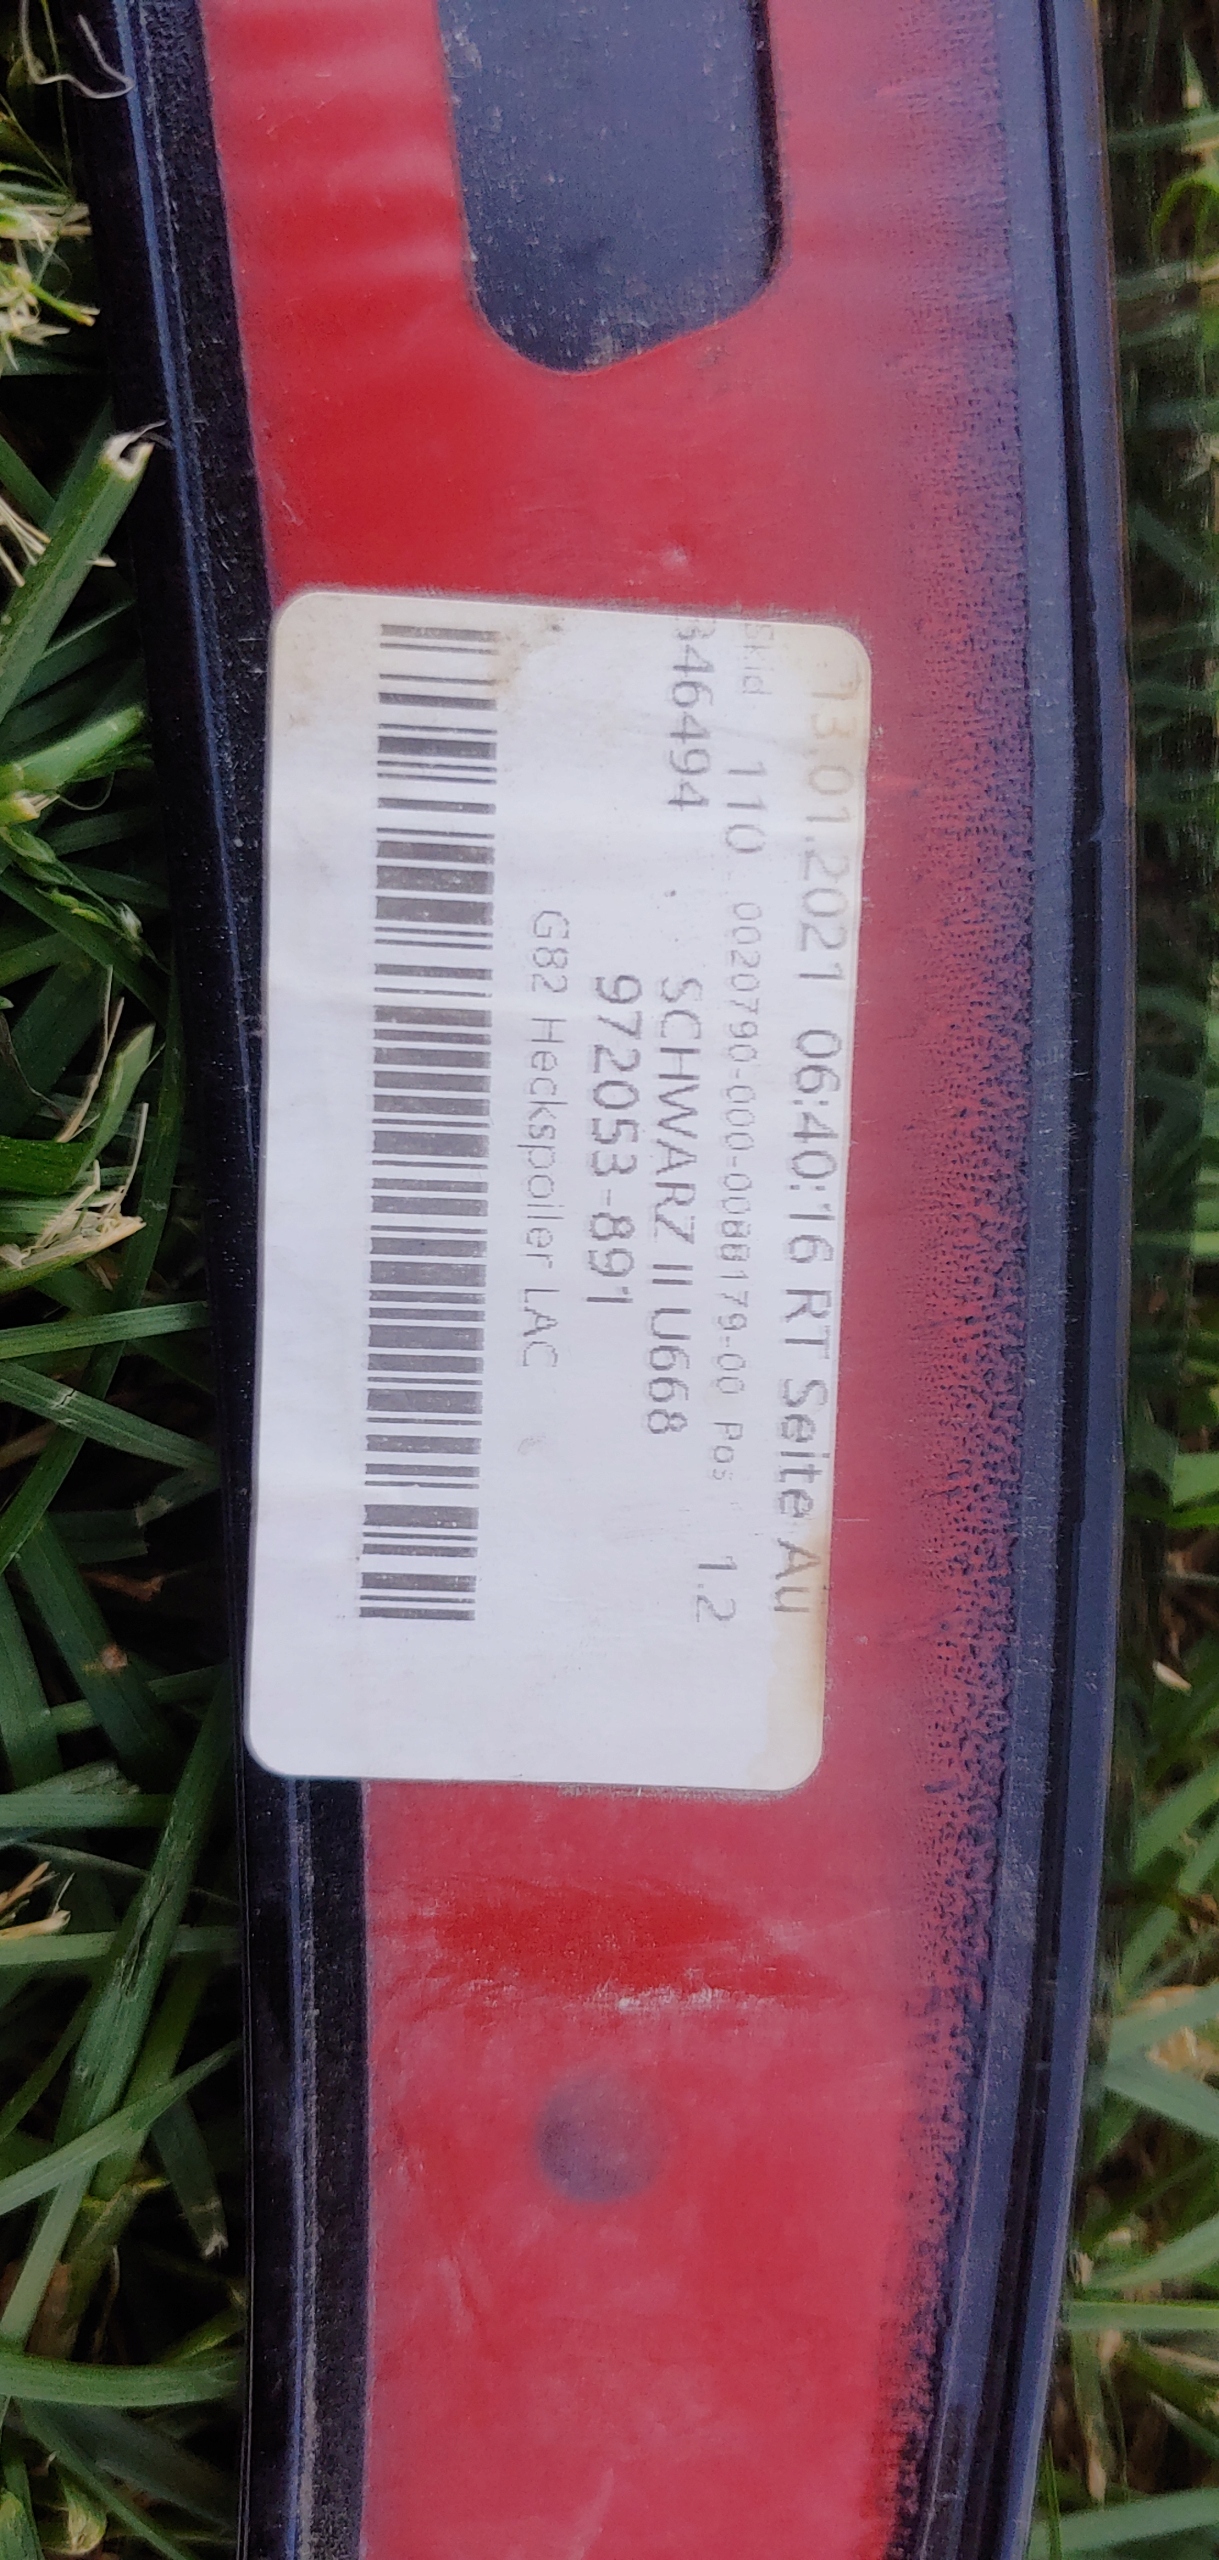 13.01.2021 06:40:16 RT Seite Au
Skid 110 0020790-000-0088179-00 Pos 1.2
346494 SCHWARZ II U668
972053-891
G82 Heckspoiler LAC